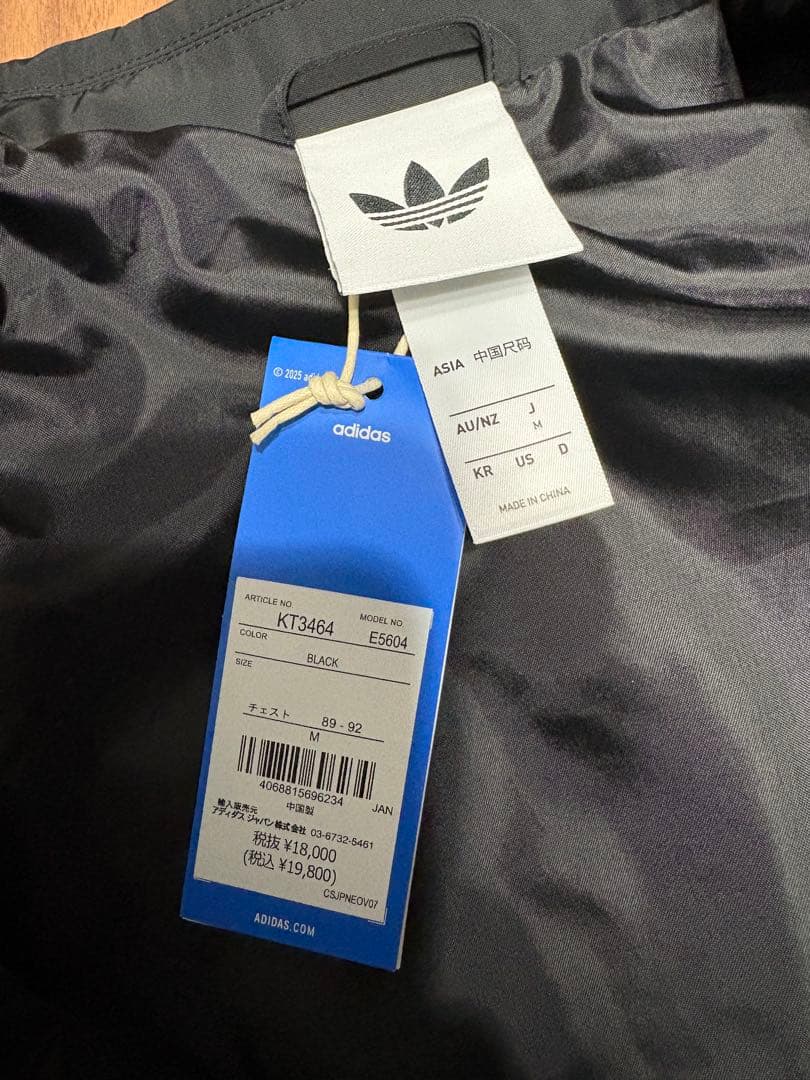 ASIA 中国尺码
AU/NZ J
M
KR US D
MADE IN CHINA
© 2025
adidas
ARTICLE NO.
KT3464
MODEL NO.
E5604
COLOR
BLACK
SIZE
チェスト 89 - 92
M
4068815696234 JAN
中国製
輸入販売元
アディダス ジャパン株式会社 03-6732-5461
税抜 ¥18,000
(税込 ¥19,800)
CSJPNEOV07
ADIDAS.COM